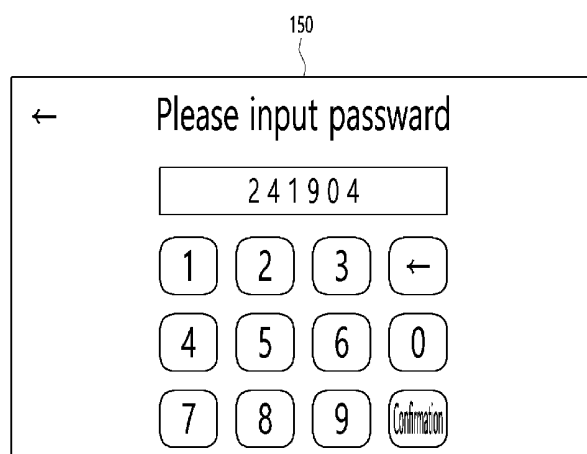 150
← Please input passward
241904
1 2 3 ←
4 5 6 0
7 8 9 Confirmation